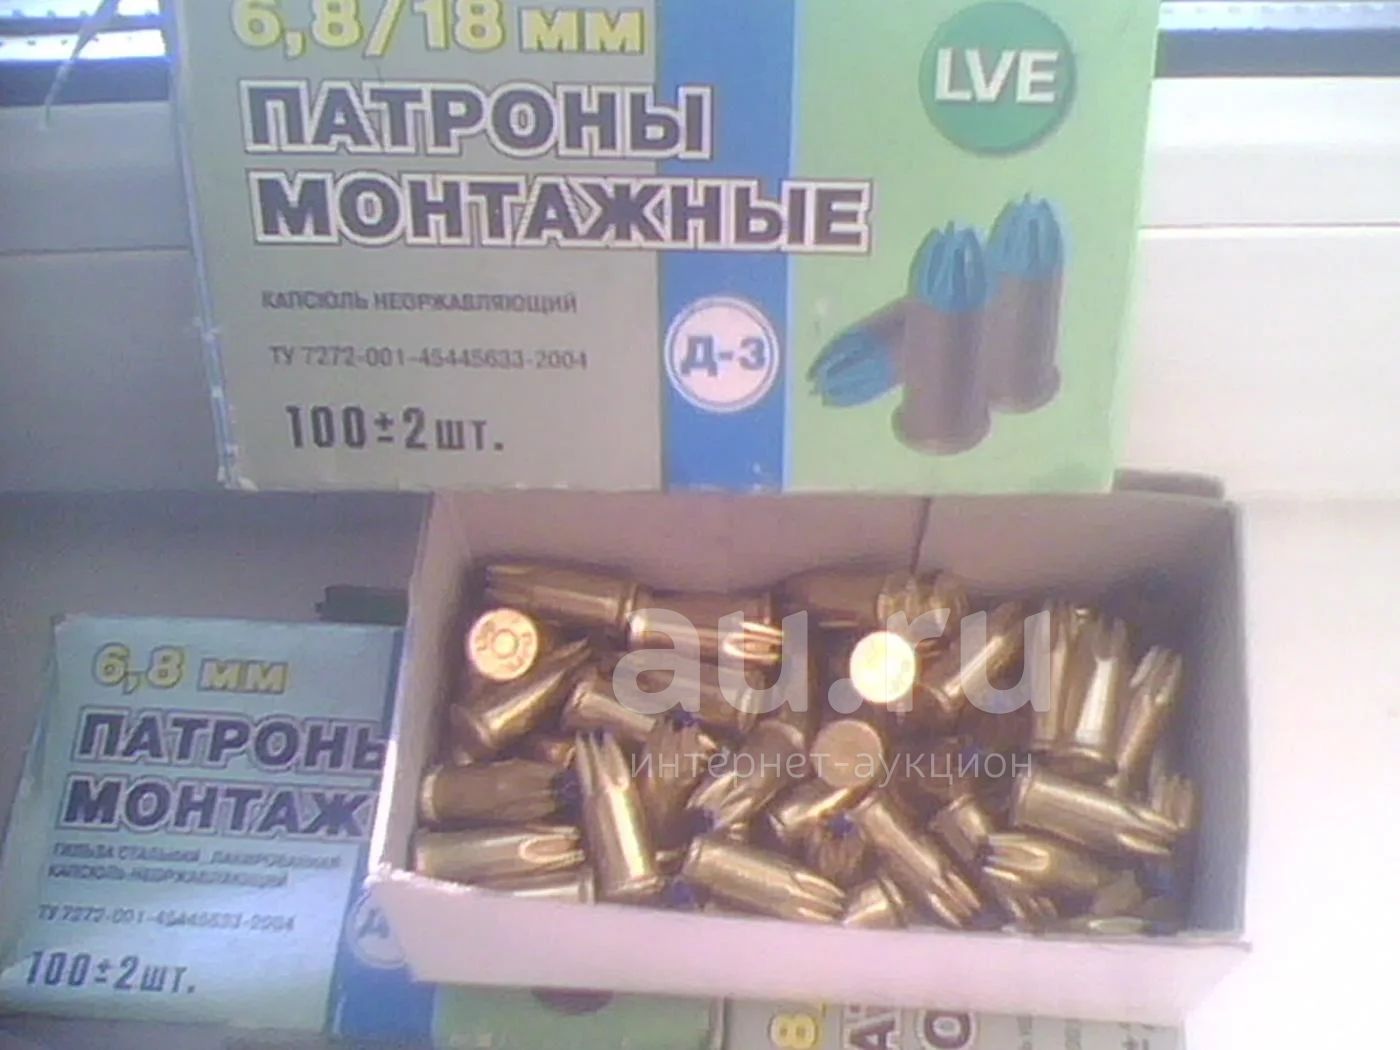 6,8/18 мм
ПАТРОНЫ
МОНТАЖНЫЕ
LVE
КАПСЮЛЬ НЕОРЖАВЛЯЮЩИЙ
ТУ 7272-001-45445633-2004
Д-3
100±2шт.
au.ru
интернет-аукцион
6,8 мм
ПАТРОНЫ
МОНТАЖ
ГИЛЬЗА СТАЛЬНАЯ ЛАКИРОВАННАЯ
КАПСЮЛЬ НЕОРЖАВЛЯЮЩИЙ
ТУ 7272-001-45445633-2004
Д
100±2шт.
8